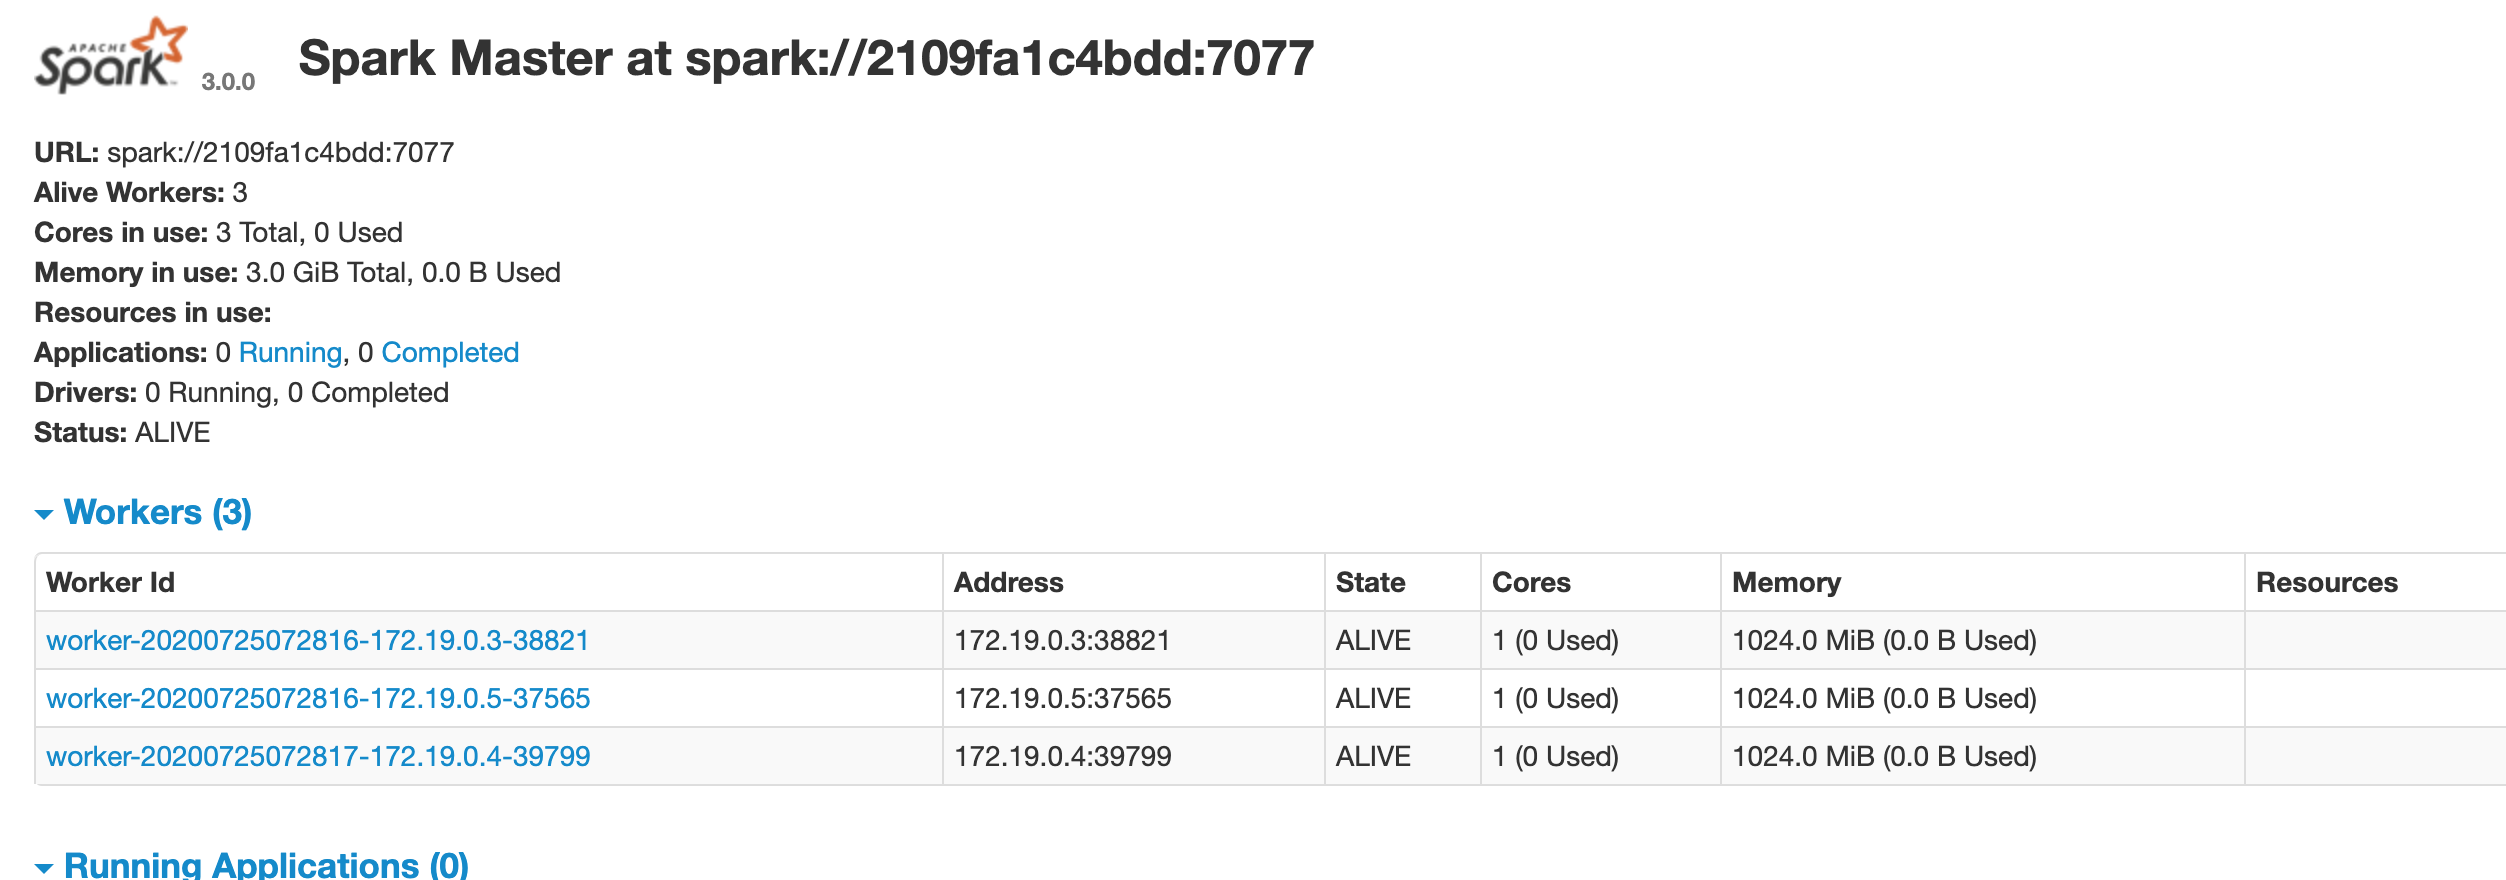 APACHE
Spark™ 3.0.0 Spark Master at spark://2109fa1c4bdd:7077
URL: spark://2109fa1c4bdd:7077
Alive Workers: 3
Cores in use: 3 Total, 0 Used
Memory in use: 3.0 GiB Total, 0.0 B Used
Resources in use:
Applications: 0 Running, 0 Completed
Drivers: 0 Running, 0 Completed
Status: ALIVE
Workers (3)
Worker Id Address State Cores Memory Resources
worker-20200725072816-172.19.0.3-38821 172.19.0.3:38821 ALIVE 1 (0 Used) 1024.0 MiB (0.0 B Used)
worker-20200725072816-172.19.0.5-37565 172.19.0.5:37565 ALIVE 1 (0 Used) 1024.0 MiB (0.0 B Used)
worker-20200725072817-172.19.0.4-39799 172.19.0.4:39799 ALIVE 1 (0 Used) 1024.0 MiB (0.0 B Used)
Running Applications (0)